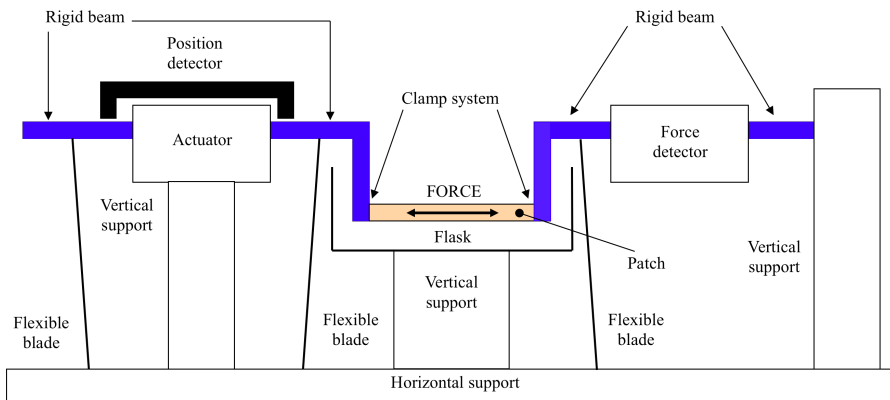 Rigid beam
Rigid beam
Position
detector
Clamp system
Actuator
Force
detector
FORCE
Vertical
support
Flask
Vertical
support
Patch
Vertical
support
Flexible
blade
Flexible
blade
Flexible
blade
Horizontal support